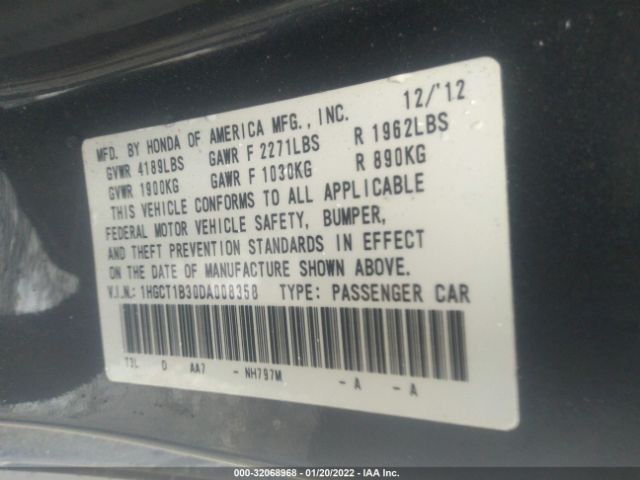 MFD. BY HONDA OF AMERICA MFG., INC. 12/'12
GVWR 4189LBS GAWR F 2271LBS R 1962LBS
GVWR 1900KG GAWR F 1030KG R 890KG
THIS VEHICLE CONFORMS TO ALL APPLICABLE
FEDERAL MOTOR VEHICLE SAFETY, BUMPER,
AND THEFT PREVENTION STANDARDS IN EFFECT
ON THE DATE OF MANUFACTURE SHOWN ABOVE.
V.I.N.: 1HGCT1B30DA008358 TYPE: PASSENGER CAR
T3L D AA7 - NH797M - A - A
000-32068968 - 01/20/2022 - IAA Inc.